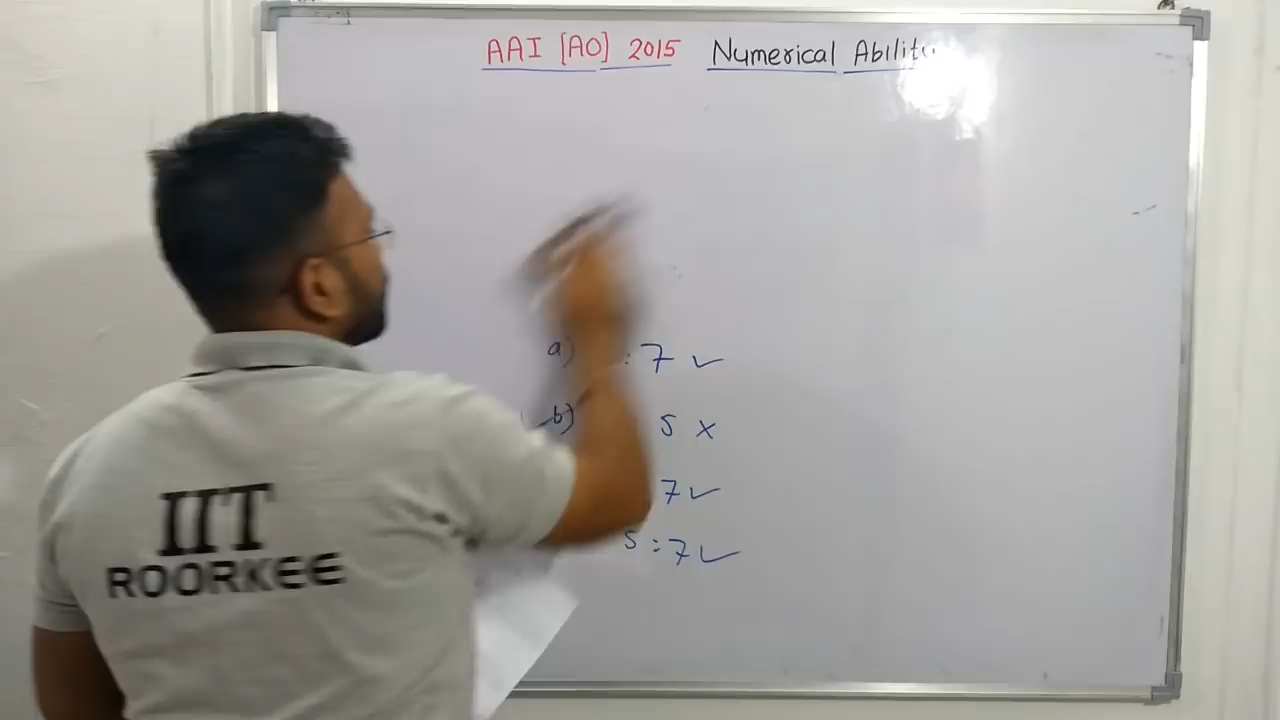 AAI [AO] 2015 Numerical Ability
a) : 7 ✓
b) 5 x
7 ✓
5 : 7 ✓
IIT
ROORKEE